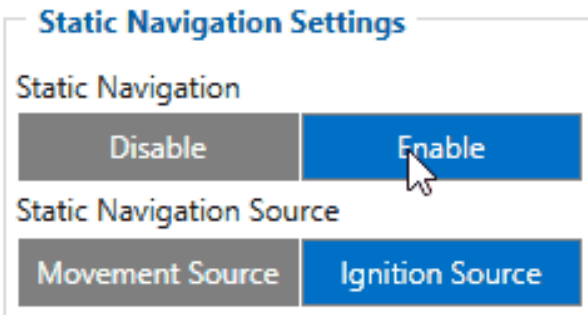 Static Navigation Settings
Static Navigation
Disable Enable
Static Navigation Source
Movement Source Ignition Source